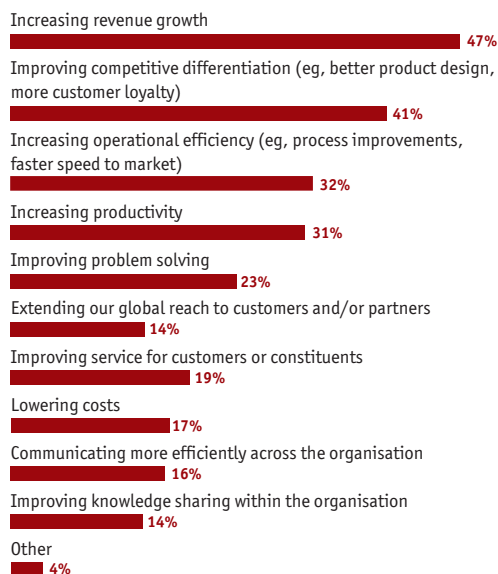 Increasing revenue growth
47%
Improving competitive differentiation (eg, better product design,
more customer loyalty)
41%
Increasing operational efficiency (eg, process improvements,
faster speed to market)
32%
Increasing productivity
31%
Improving problem solving
23%
Extending our global reach to customers and/or partners
14%
Improving service for customers or constituents
19%
Lowering costs
17%
Communicating more efficiently across the organisation
16%
Improving knowledge sharing within the organisation
14%
Other
4%